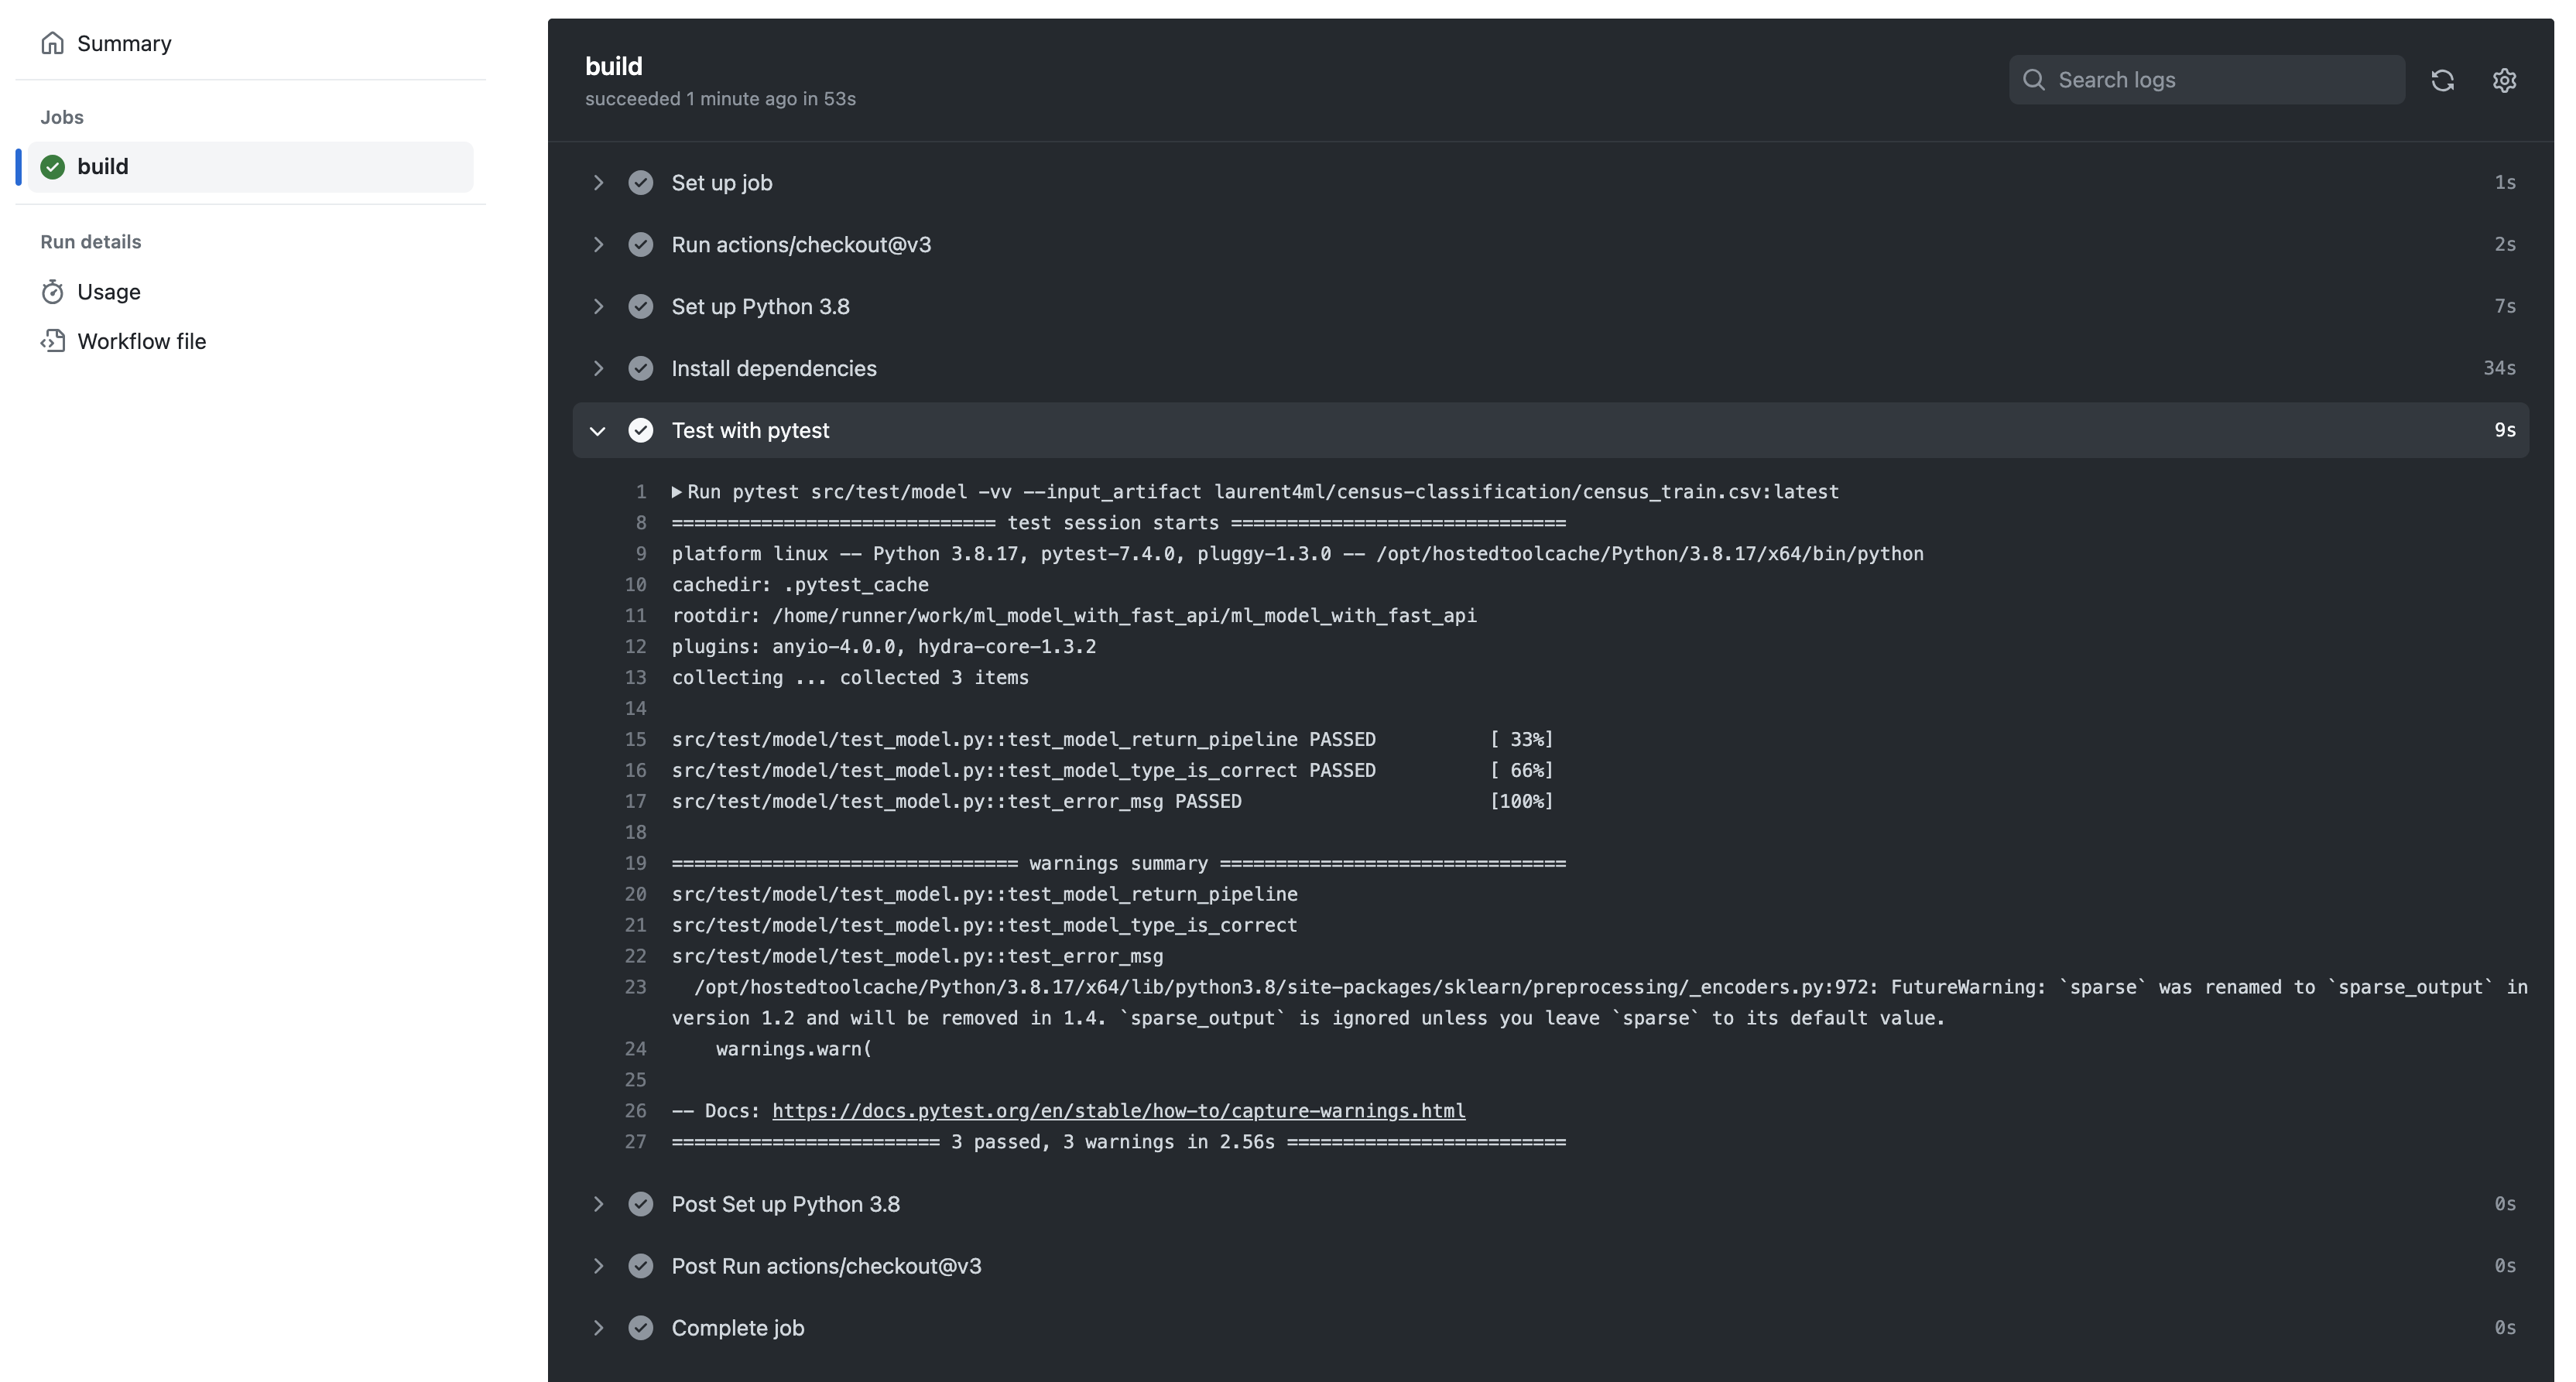 Summary
Jobs
build
Run details
Usage
Workflow file
build
succeeded 1 minute ago in 53s
Search logs
Set up job 1s
Run actions/checkout@v3 2s
Set up Python 3.8 7s
Install dependencies 34s
Test with pytest 9s
1 Run pytest src/test/model -vv --input_artifact laurent4ml/census-classification/census_train.csv:latest
8 ============================= test session starts ==============================
9 platform linux -- Python 3.8.17, pytest-7.4.0, pluggy-1.3.0 -- /opt/hostedtoolcache/Python/3.8.17/x64/bin/python
10 cachedir: .pytest_cache
11 rootdir: /home/runner/work/ml_model_with_fast_api/ml_model_with_fast_api
12 plugins: anyio-4.0.0, hydra-core-1.3.2
13 collecting ... collected 3 items
14
15 src/test/model/test_model.py::test_model_return_pipeline PASSED [ 33%]
16 src/test/model/test_model.py::test_model_type_is_correct PASSED [ 66%]
17 src/test/model/test_model.py::test_error_msg PASSED [100%]
18
19 =============================== warnings summary ===============================
20 src/test/model/test_model.py::test_model_return_pipeline
21 src/test/model/test_model.py::test_model_type_is_correct
22 src/test/model/test_model.py::test_error_msg
23 /opt/hostedtoolcache/Python/3.8.17/x64/lib/python3.8/site-packages/sklearn/preprocessing/_encoders.py:972: FutureWarning: `sparse` was renamed to `sparse_output` in
version 1.2 and will be removed in 1.4. `sparse_output` is ignored unless you leave `sparse` to its default value.
24 warnings.warn(
25
26 -- Docs: https://docs.pytest.org/en/stable/how-to/capture-warnings.html
27 ======================== 3 passed, 3 warnings in 2.56s =========================
Post Set up Python 3.8 0s
Post Run actions/checkout@v3 0s
Complete job 0s